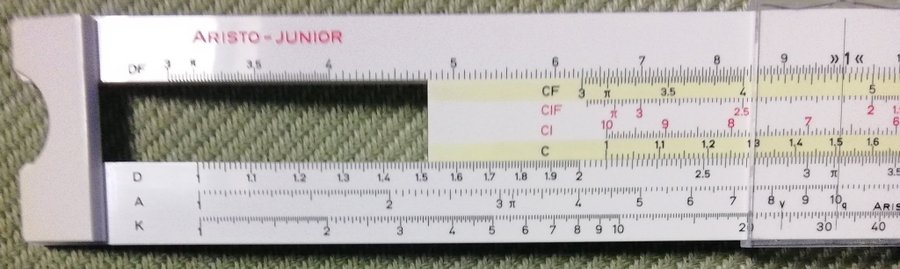 ARISTO-JUNIOR
DF 3 π 3.5 4 5 6 7 8 9 »1«
CF 3 π 3.5 4 5
CIF π 3 2.5 2
CI 10 9 8 7 6
C 1 1.1 1.2 1.3 1.4 1.5 1.6
D 1 1.1 1.2 1.3 1.4 1.5 1.6 1.7 1.8 1.9 2 2.5 3 π 3.5
A 1 2 3 π 4 5 6 7 8 9 10 ARIS
K 1 2 3 4 5 6 7 8 9 10 20 30 40